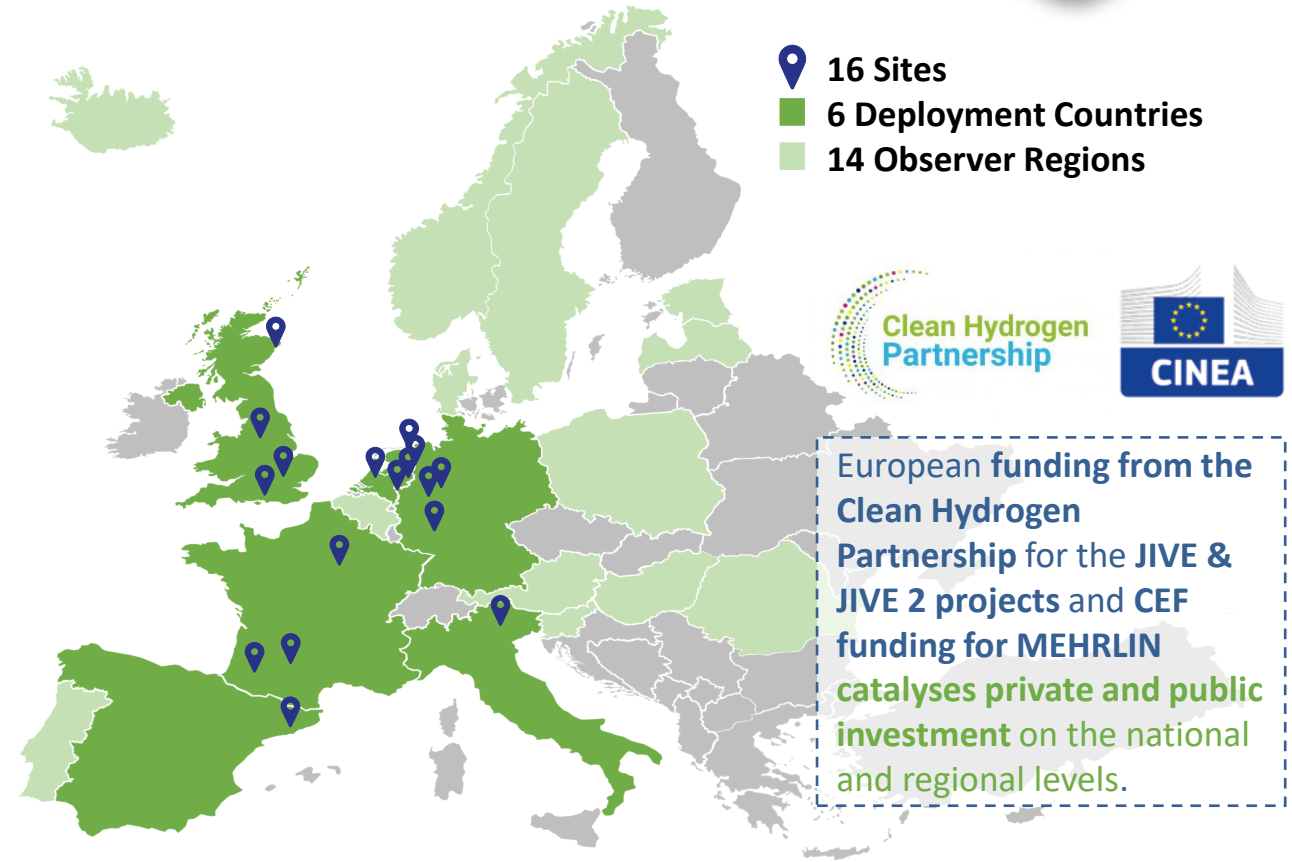 16 Sites
6 Deployment Countries
14 Observer Regions
Clean Hydrogen
Partnership
CINEA
European funding from the
Clean Hydrogen
Partnership for the JIVE &
JIVE 2 projects and CEF
funding for MEHRLIN
catalyses private and public
investment on the national
and regional levels.